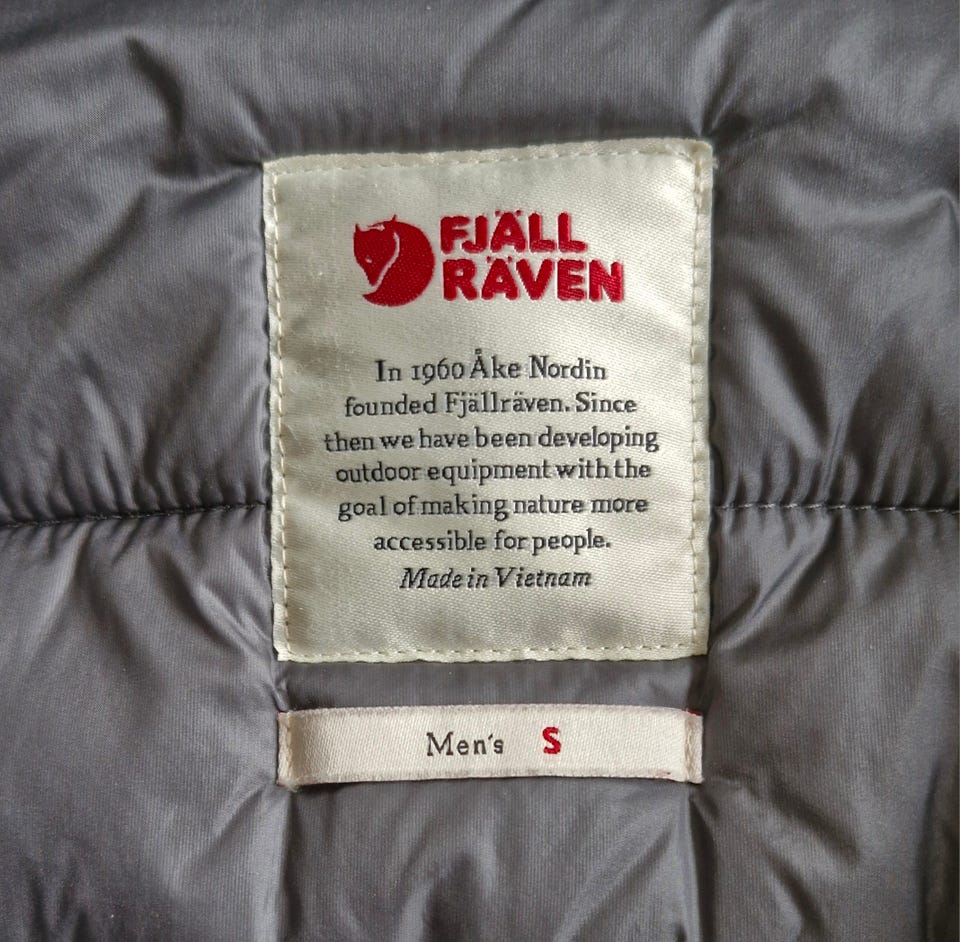 FJÄLL
RÄVEN
In 1960 Åke Nordin
founded Fjällräven. Since
then we have been developing
outdoor equipment with the
goal of making nature more
accessible for people.
Made in Vietnam
Men's S